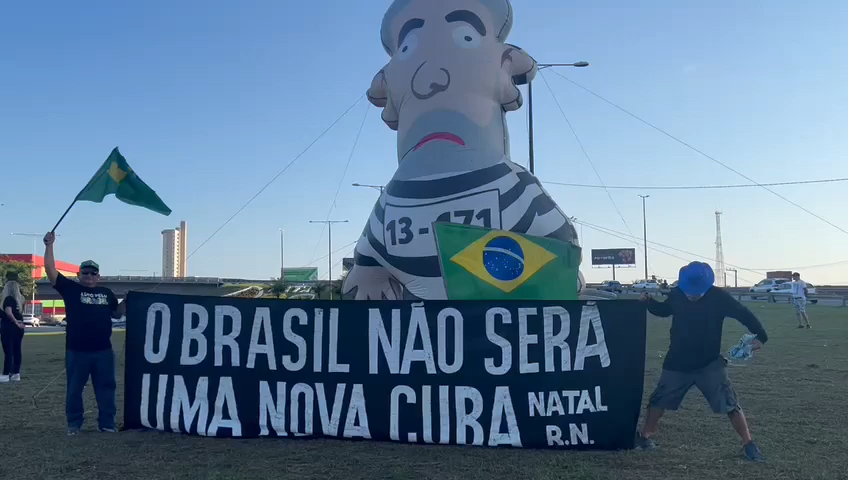 13-171
O BRASIL NÃO SERÁ
UMA NOVA CUBA NATAL
R.N.